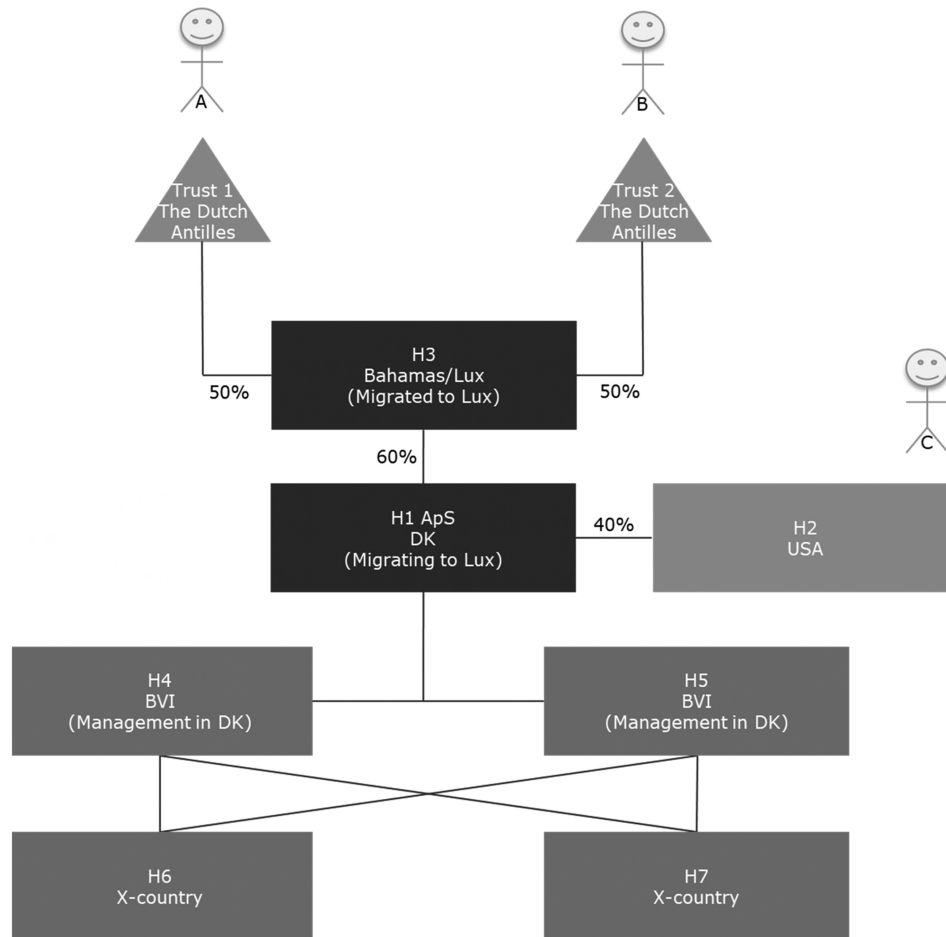 A
B
Trust 1
The Dutch
Antilles
Trust 2
The Dutch
Antilles
H3
Bahamas/Lux
(Migrated to Lux)
50%
50%
C
60%
H1 ApS
DK
(Migrating to Lux)
40%
H2
USA
H4
BVI
(Management in DK)
H5
BVI
(Management in DK)
H6
X-country
H7
X-country